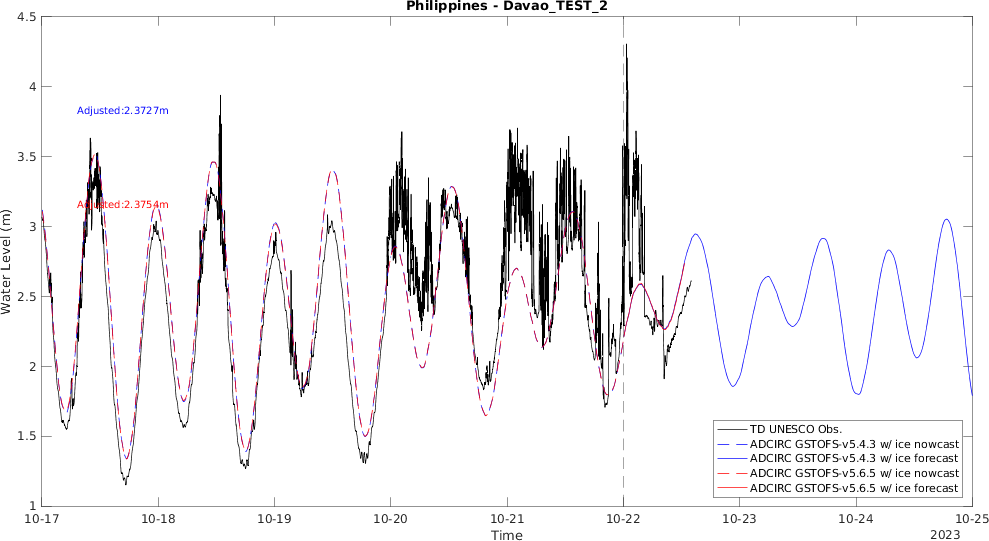 Philippines - Davao_TEST_2
4.5
4
3.5
3
2.5
2
1.5
1
Water Level (m)
Adjusted:2.3727m
Adjusted:2.3754m
TD UNESCO Obs.
ADCIRC GSTOFS-v5.4.3 w/ ice nowcast
ADCIRC GSTOFS-v5.4.3 w/ ice forecast
ADCIRC GSTOFS-v5.6.5 w/ ice nowcast
ADCIRC GSTOFS-v5.6.5 w/ ice forecast
10-17 10-18 10-19 10-20 10-21 10-22 10-23 10-24 10-25
Time
2023